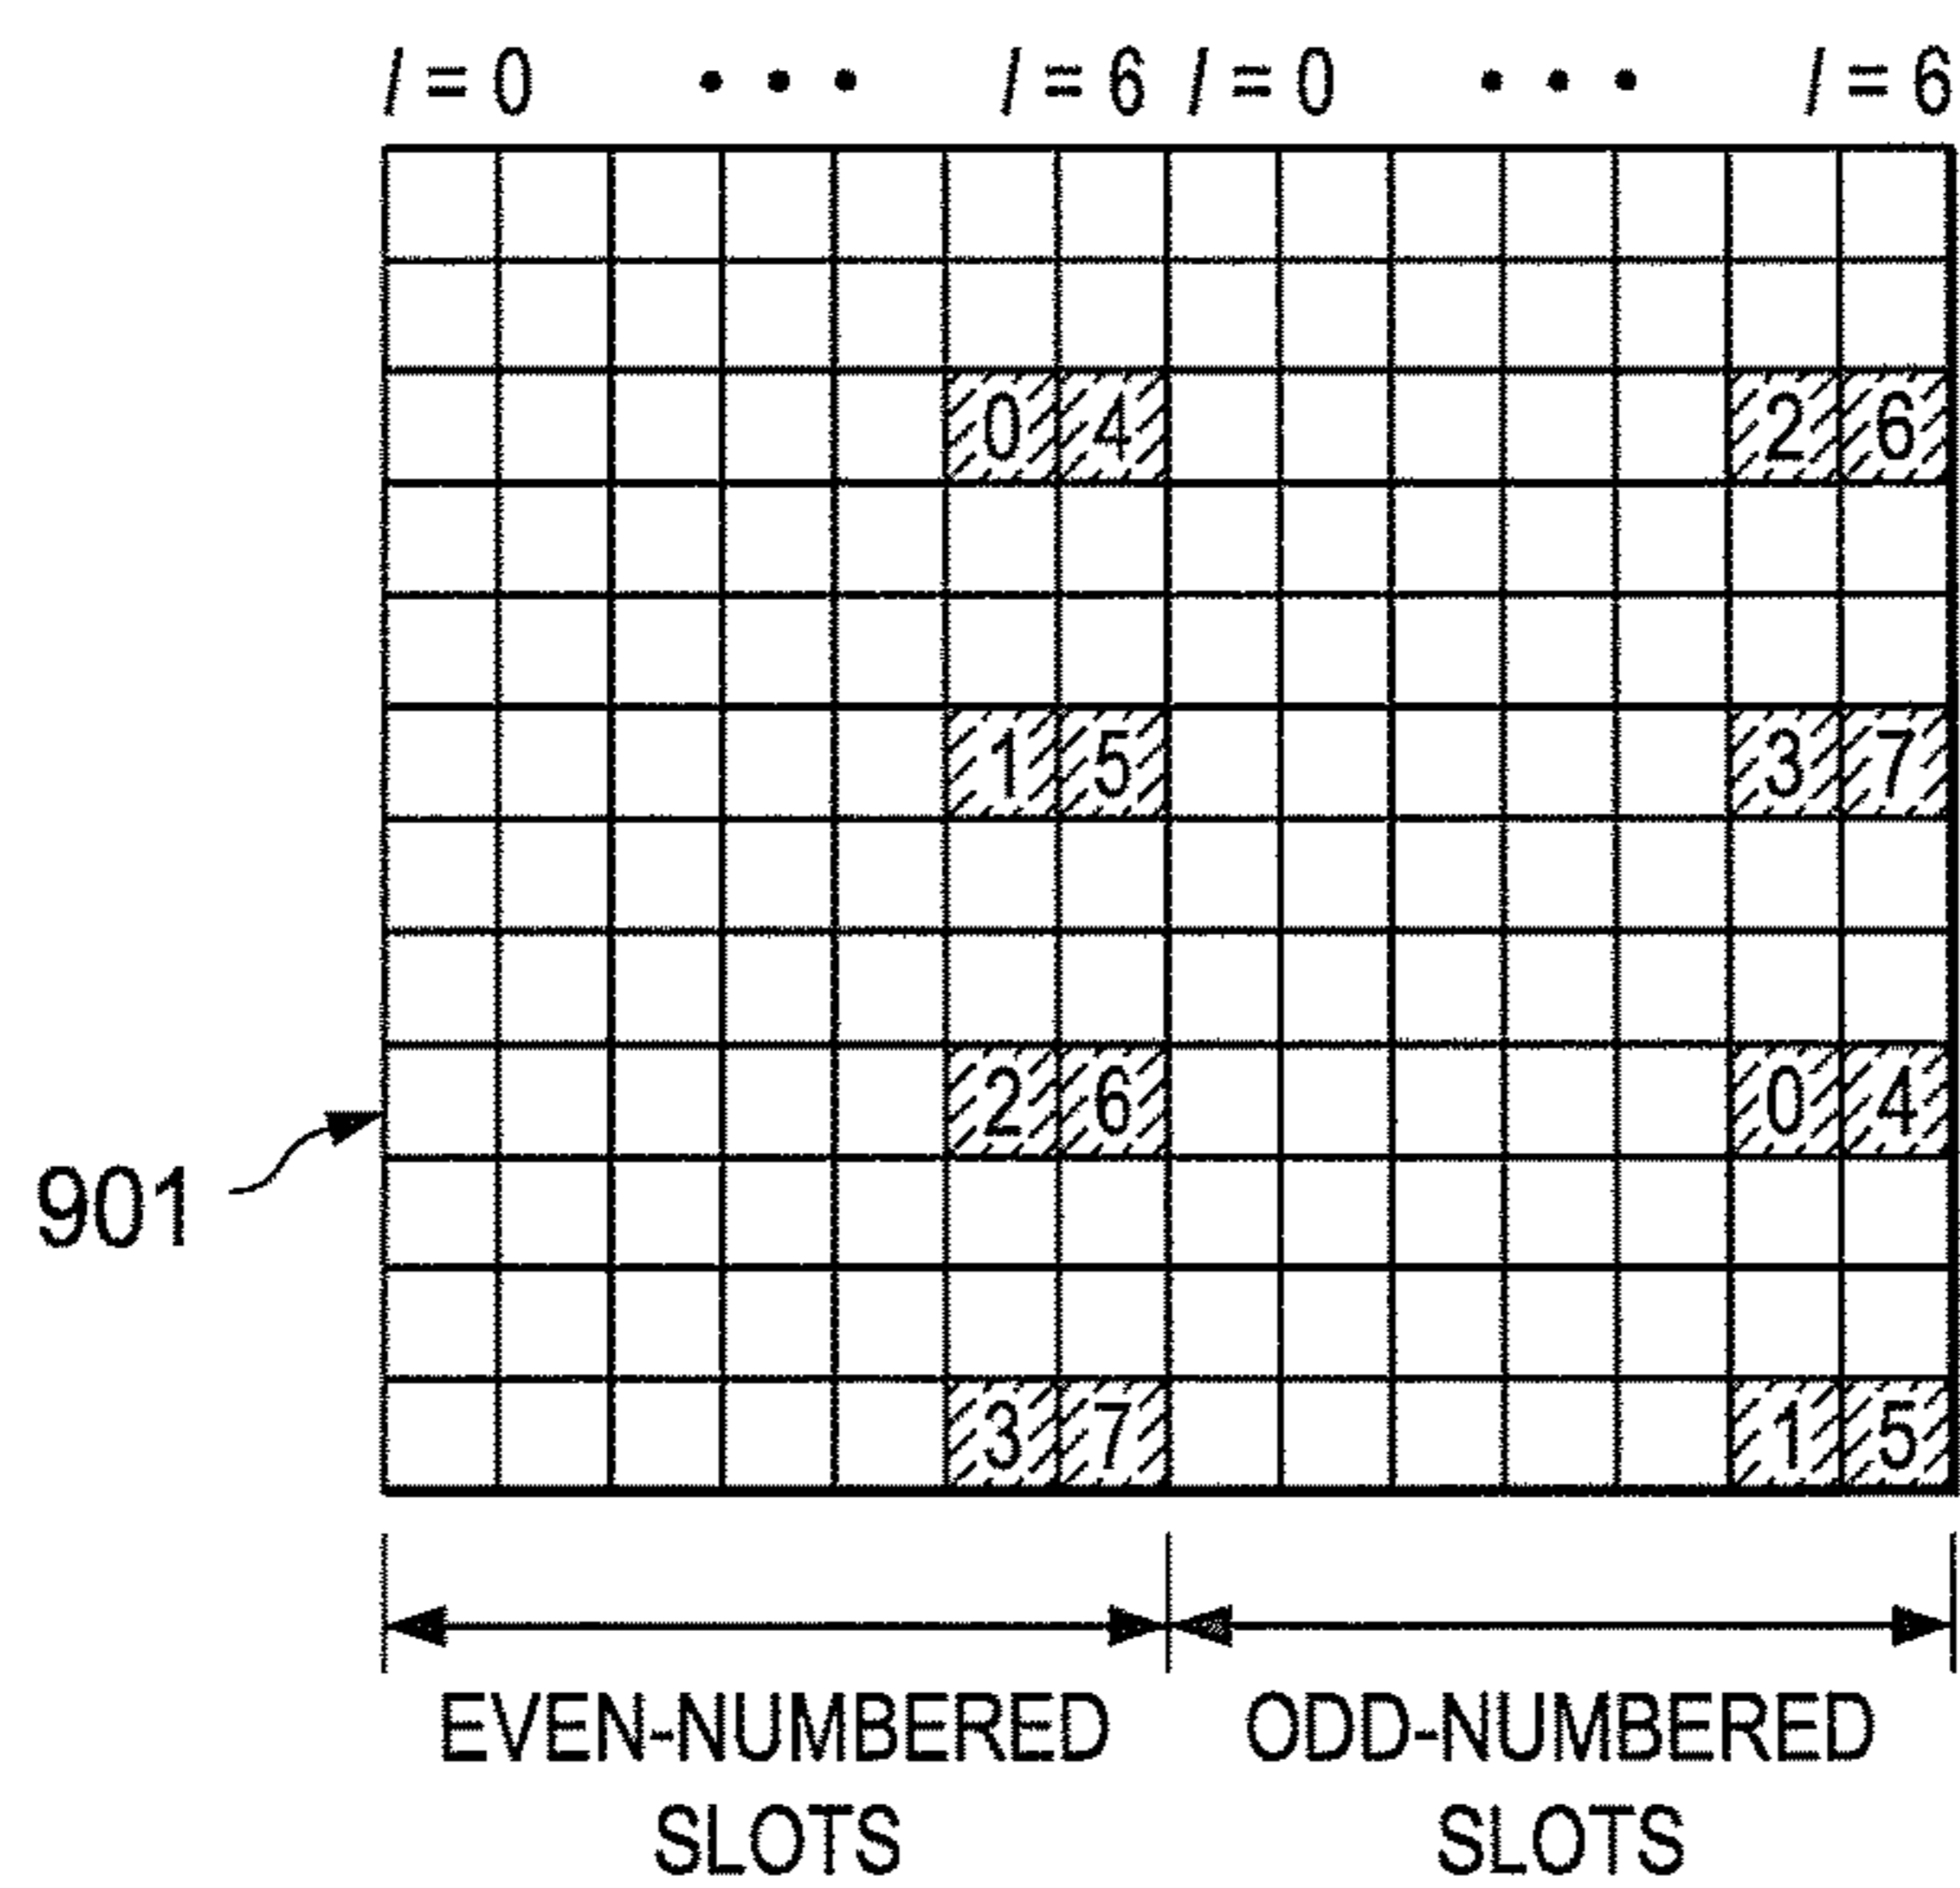 l = 0 • • • l = 6 l = 0 • • • l = 6
0 4 2 6
1 5 3 7
2 6 0 4
901
3 7 1 5
EVEN-NUMBERED ODD-NUMBERED
SLOTS SLOTS